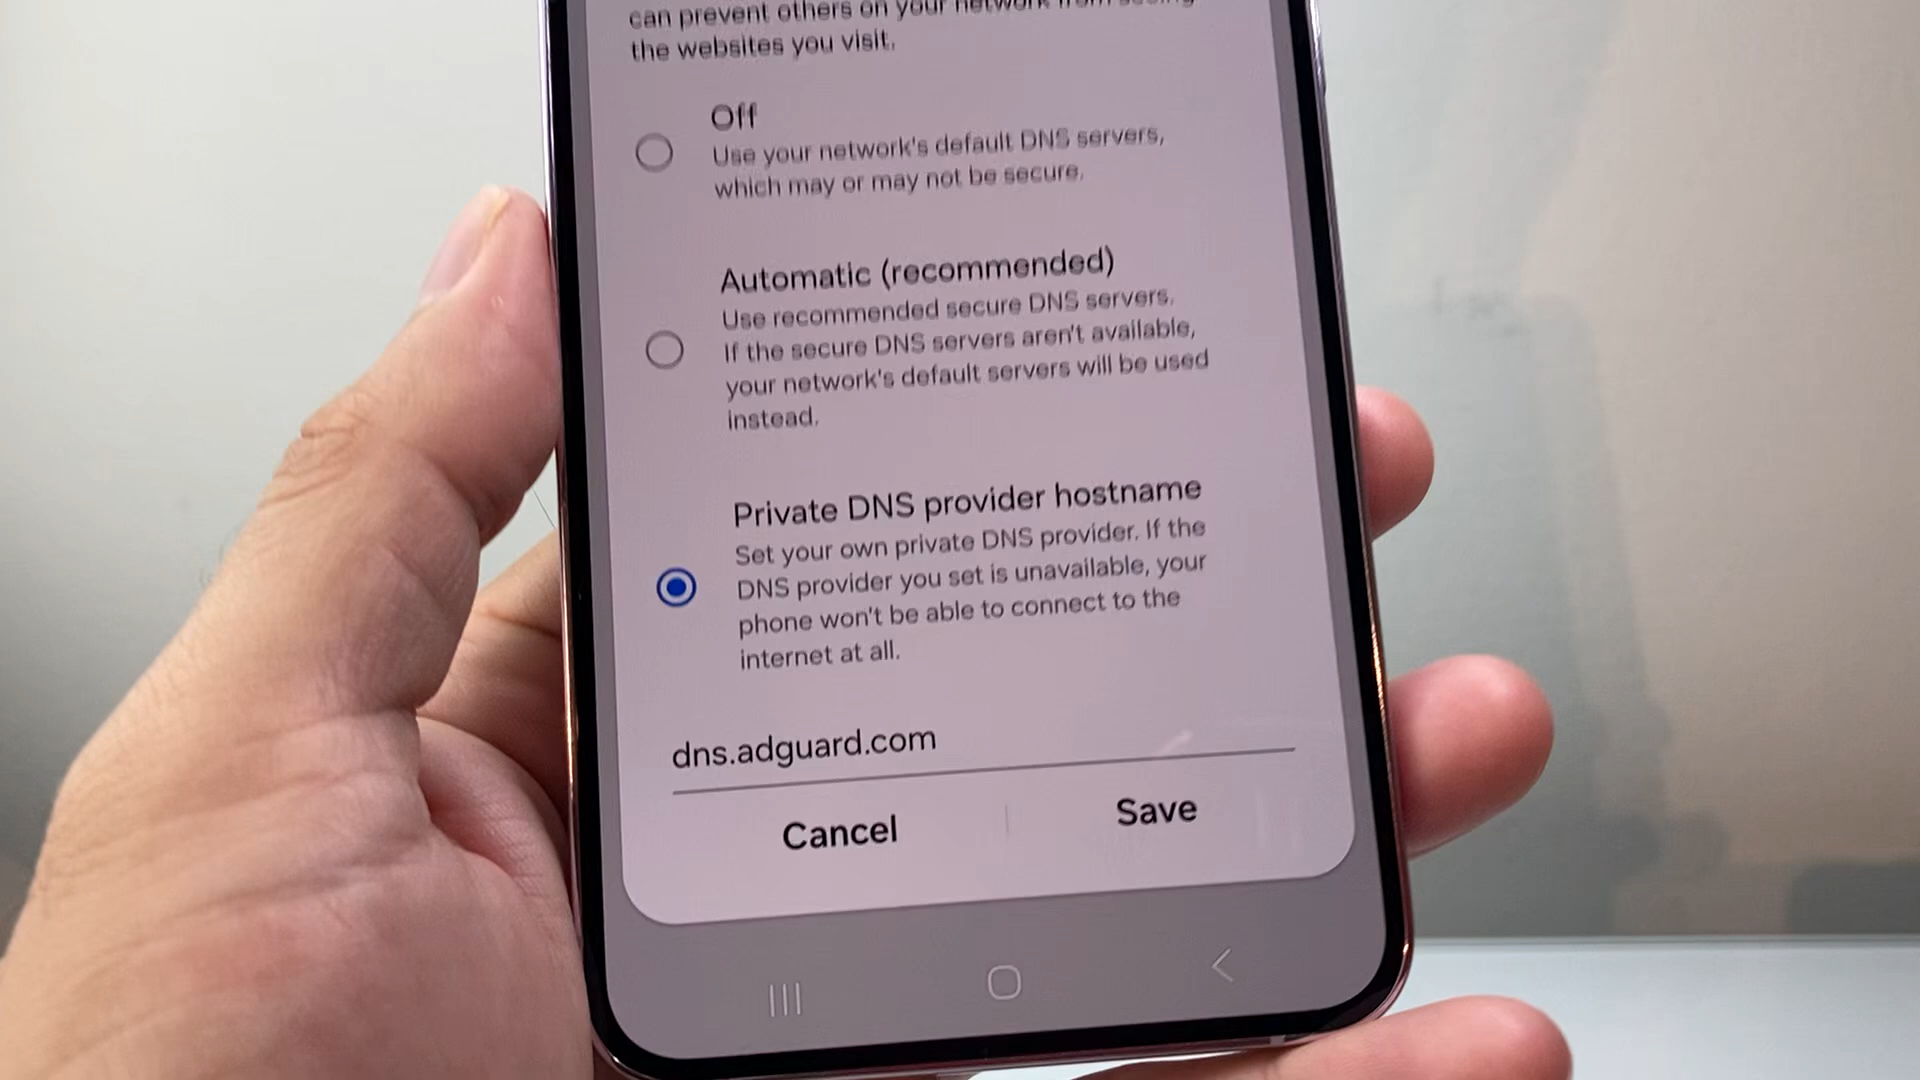 can prevent others on your network from seeing
the websites you visit.
Off
Use your network's default DNS servers,
which may or may not be secure.
Automatic (recommended)
Use recommended secure DNS servers.
If the secure DNS servers aren't available,
your network's default servers will be used
instead.
Private DNS provider hostname
Set your own private DNS provider. If the
DNS provider you set is unavailable, your
phone won't be able to connect to the
internet at all.
dns.adguard.com
Cancel
Save